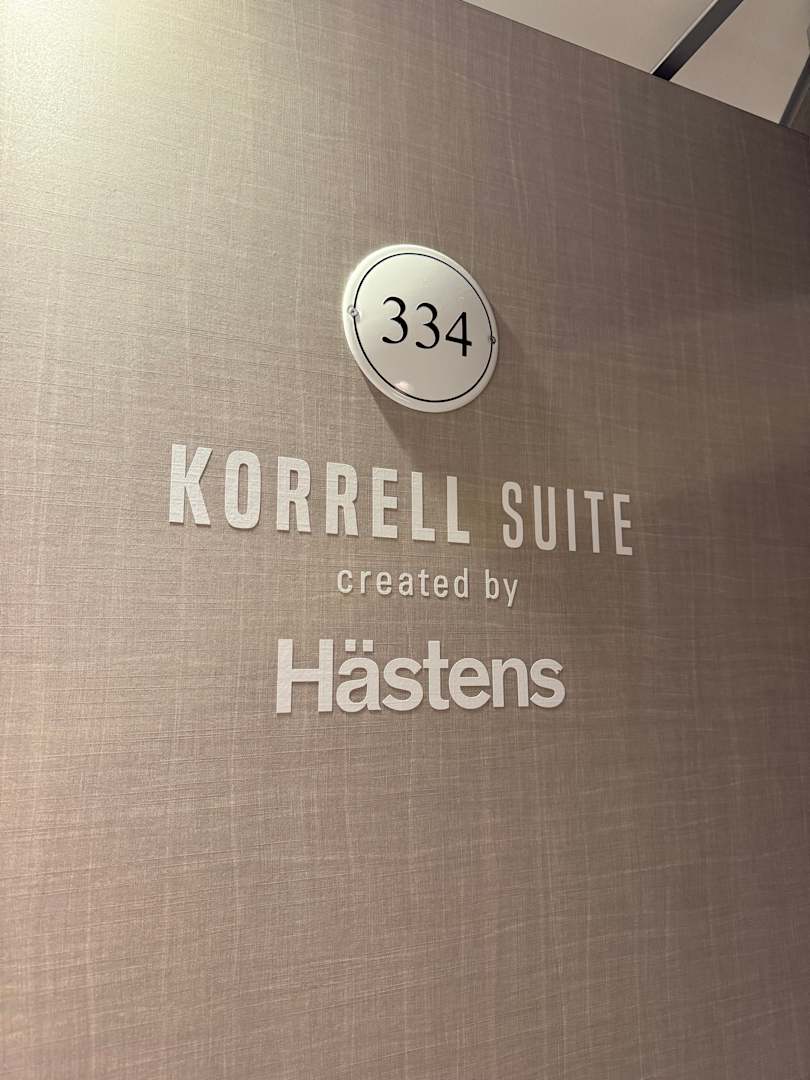 334
KORRELL SUITE
created by
Hästens